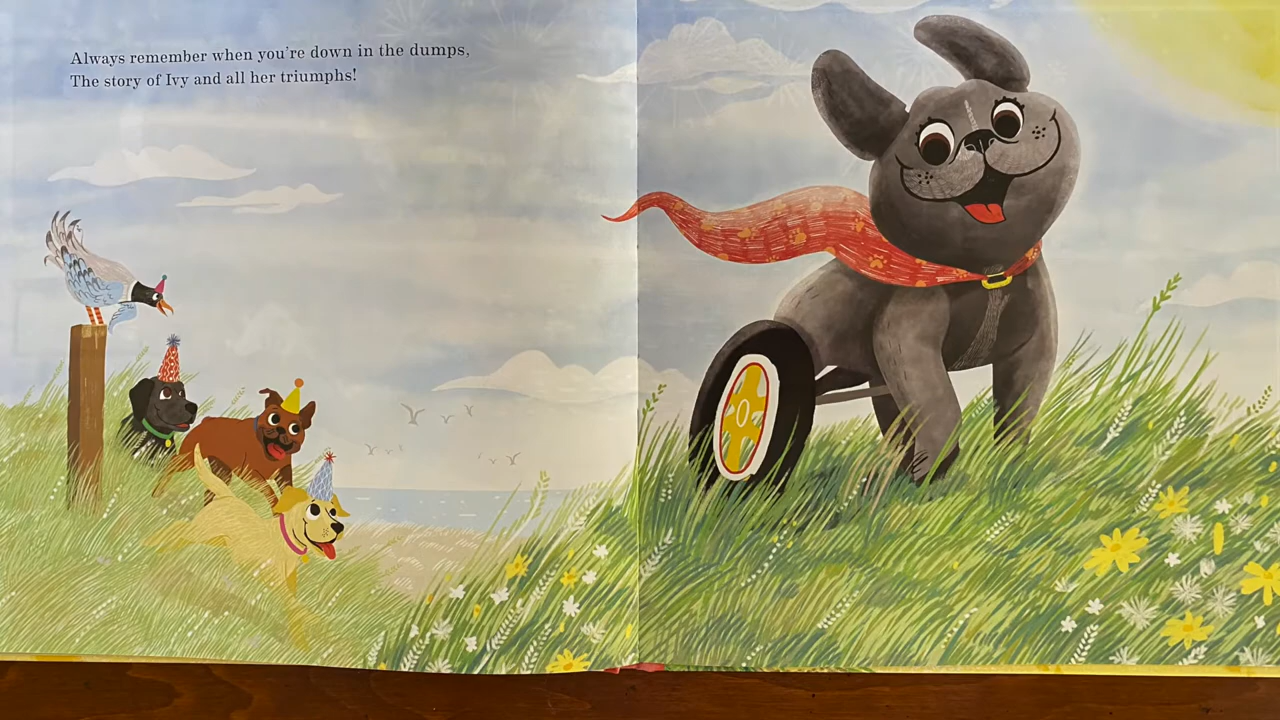 Always remember when you're down in the dumps,
The story of Ivy and all her triumphs!